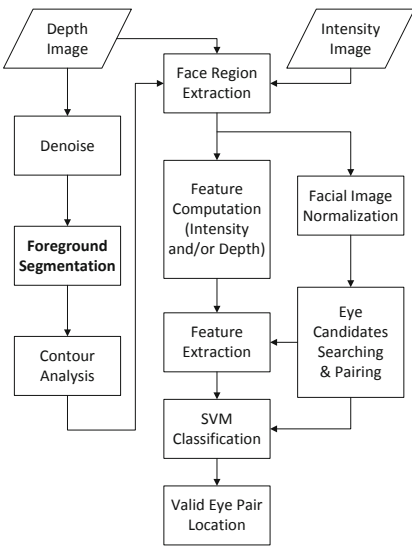 Depth
Image
Intensity
Image
Face Region
Extraction
Denoise
Feature
Computation
(Intensity
and/or Depth)
Facial Image
Normalization
Foreground
Segmentation
Contour
Analysis
Feature
Extraction
Eye
Candidates
Searching
& Pairing
SVM
Classification
Valid Eye Pair
Location